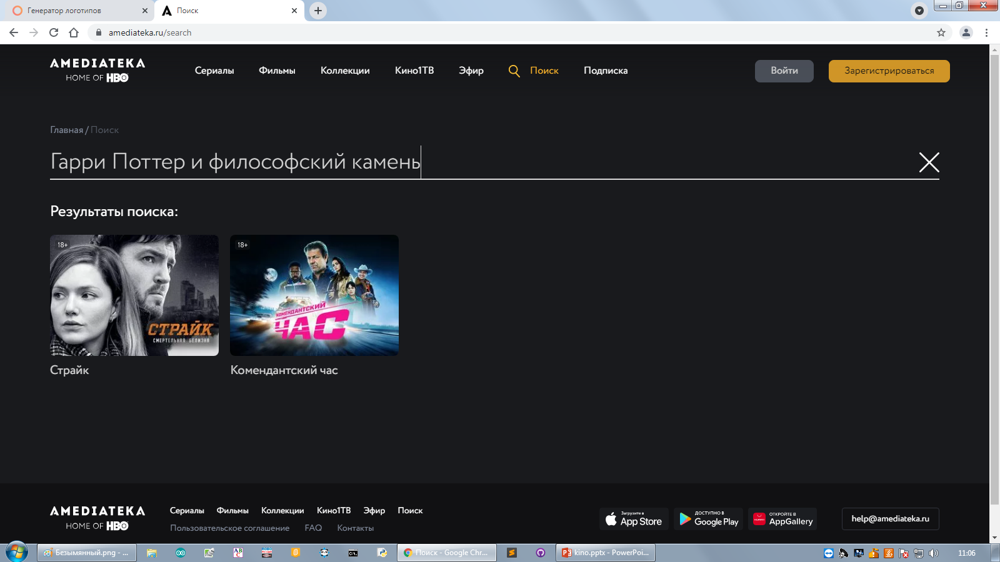 Генератор логотипов
Поиск
amediateka.ru/search
AMEDIATEKA
HOME OF HBO
Сериалы
Фильмы
Коллекции
Кино1ТВ
Эфир
Поиск
Подписка
Войти
Зарегистрироваться
Главная / Поиск
Гарри Поттер и философский камень
Результаты поиска:
18+
СТРАЙК
СМЕРТЕЛЬНАЯ БЕЛИЗНА
18+
КОМЕНДАНТСКИЙ
ЧАС
Страйк
Комендантский час
AMEDIATEKA
HOME OF HBO
Сериалы
Фильмы
Коллекции
Кино1ТВ
Эфир
Поиск
Пользовательское соглашение
FAQ
Контакты
Загрузите в
App Store
ДОСТУПНО В
Google Play
ОТКРОЙТЕ В
AppGallery
help@amediateka.ru
Безымянный.png - ...
Поиск - Google Chr...
kino.pptx - PowerPoi...
11:06